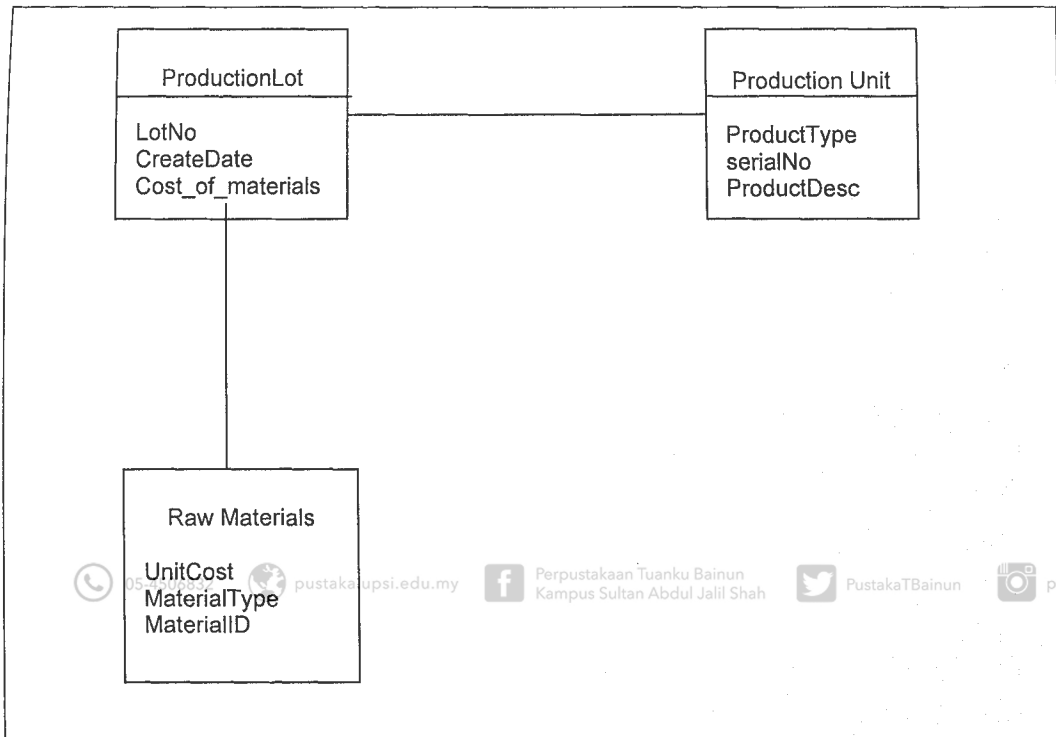 ProductionLot
LotNo
CreateDate
Cost_of_materials
Production Unit
ProductType
serialNo
ProductDesc
Raw Materials
UnitCost
MaterialType
MaterialID
05-4506832
pustaka.upsi.edu.my
Perpustakaan Tuanku Bainun
Kampus Sultan Abdul Jalil Shah
PustakaTBainun
p